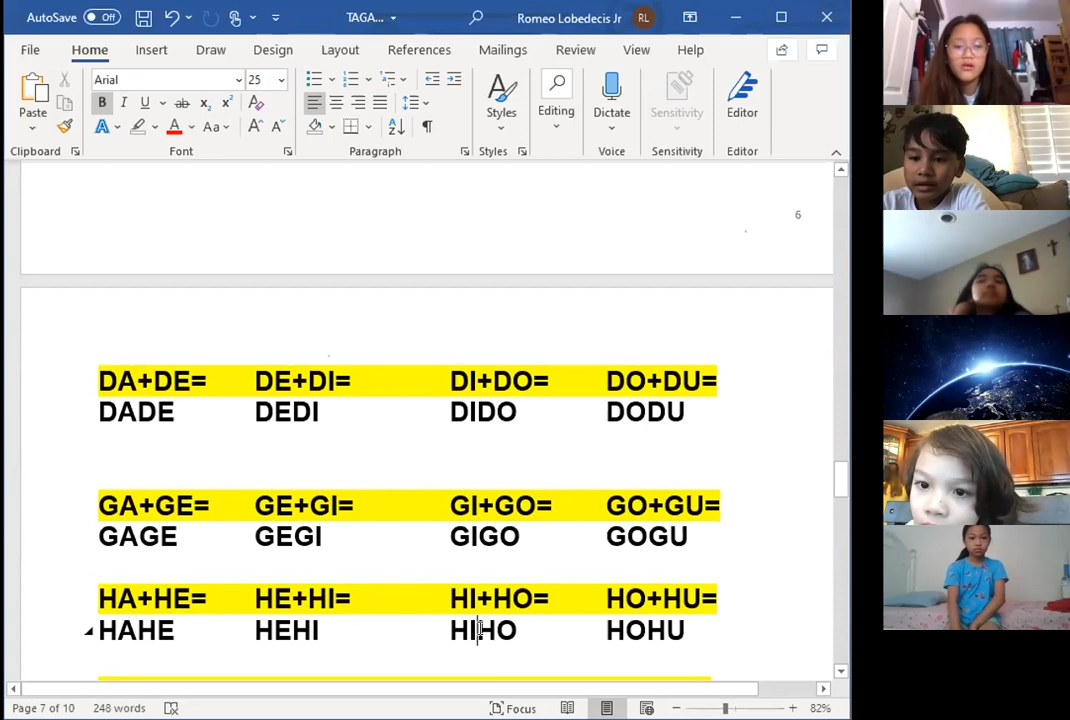 AutoSave Off TAGA... Romeo Lobedecis Jr RL
File Home Insert Draw Design Layout References Mailings Review View Help
Arial 25
Paste Styles Editing Dictate Sensitivity Editor
Clipboard Font Paragraph Styles Voice Sensitivity Editor
6
DA+DE= DE+DI= DI+DO= DO+DU=
DADE DEDI DIDO DODU
GA+GE= GE+GI= GI+GO= GO+GU=
GAGE GEGI GIGO GOGU
HA+HE= HE+HI= HI+HO= HO+HU=
HAHE HEHI HIHO HOHU
Page 7 of 10 248 words Focus 82%